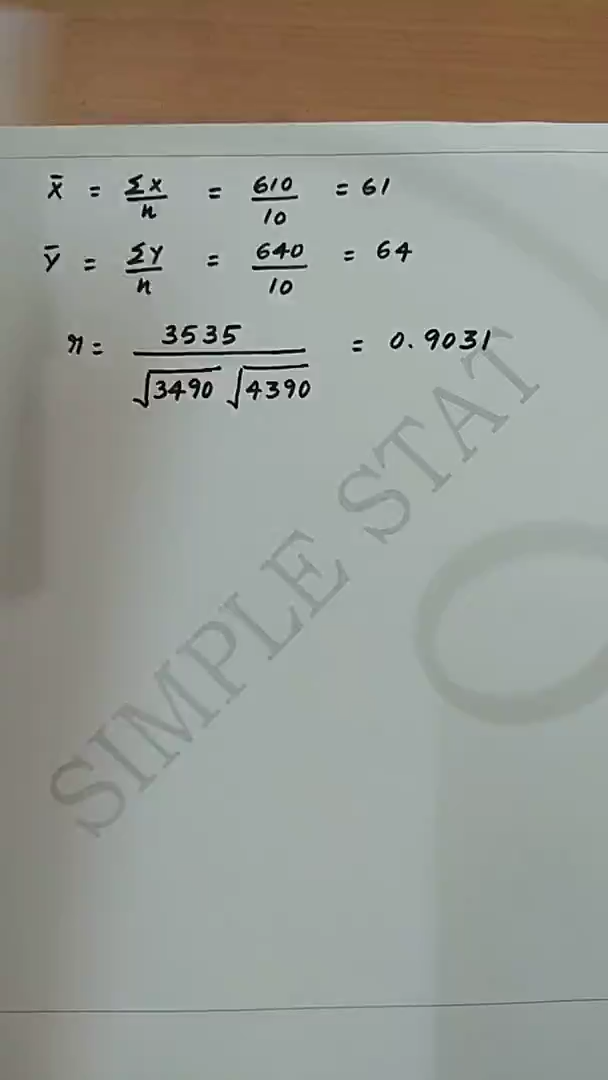 x̄ = Σx/n = 610/10 = 61
ȳ = Σy/n = 640/10 = 64
r = 3535/(√3490 √4390) = 0.9031
SIMPLE STAT